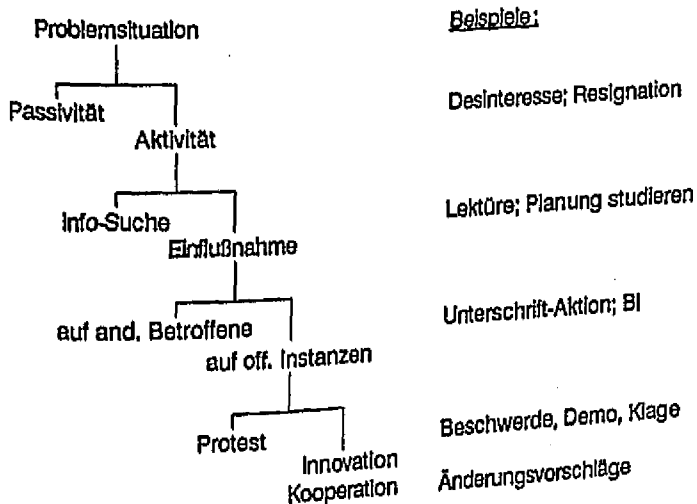 Problemsituation
Beispiele:
Passivität
Desinteresse; Resignation
Aktivität
Info-Suche
Lektüre; Planung studieren
Einflußnahme
auf and. Betroffene
Unterschrift-Aktion; BI
auf off. Instanzen
Protest
Beschwerde, Demo, Klage
Innovation
Kooperation
Änderungsvorschläge